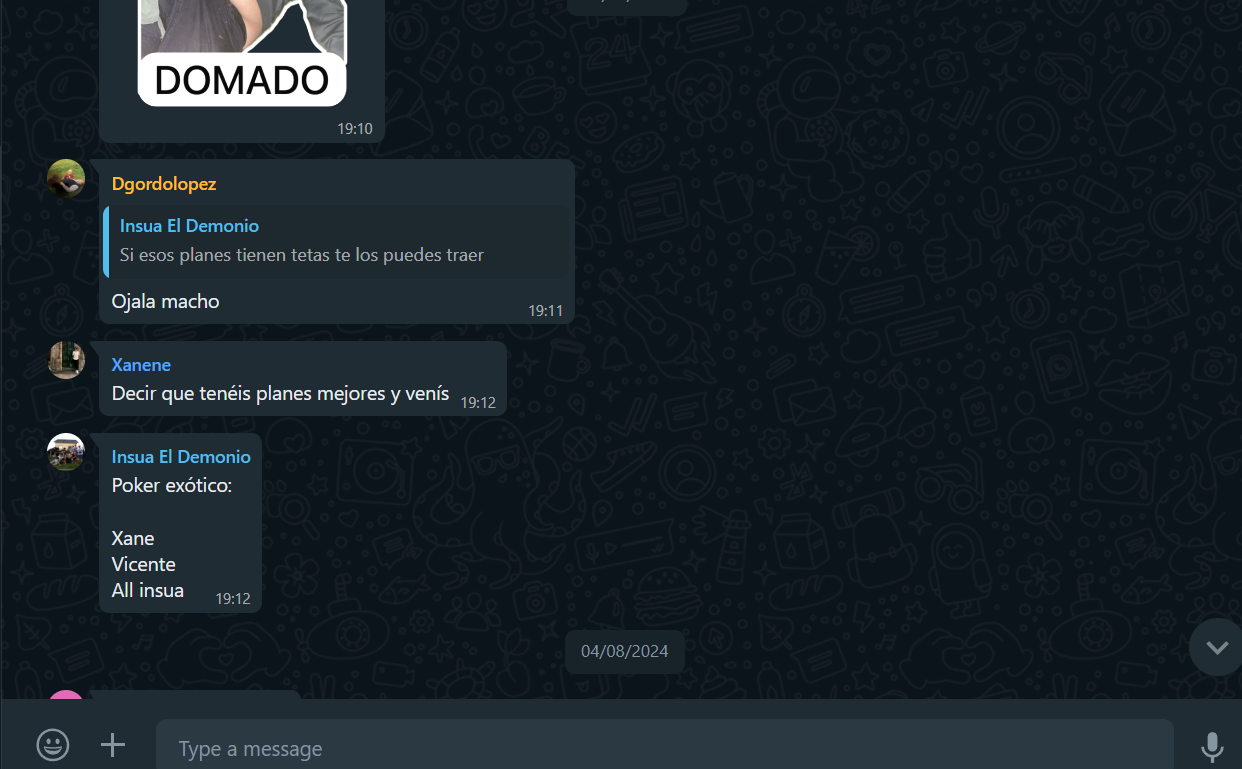 DOMADO
19:10
Dgordolopez
Insua El Demonio
Si esos planes tienen tetas te los puedes traer
Ojala macho
19:11
Xanene
Decir que tenéis planes mejores y venís
19:12
Insua El Demonio
Poker exótico:
Xane
Vicente
All insua
19:12
04/08/2024
Type a message